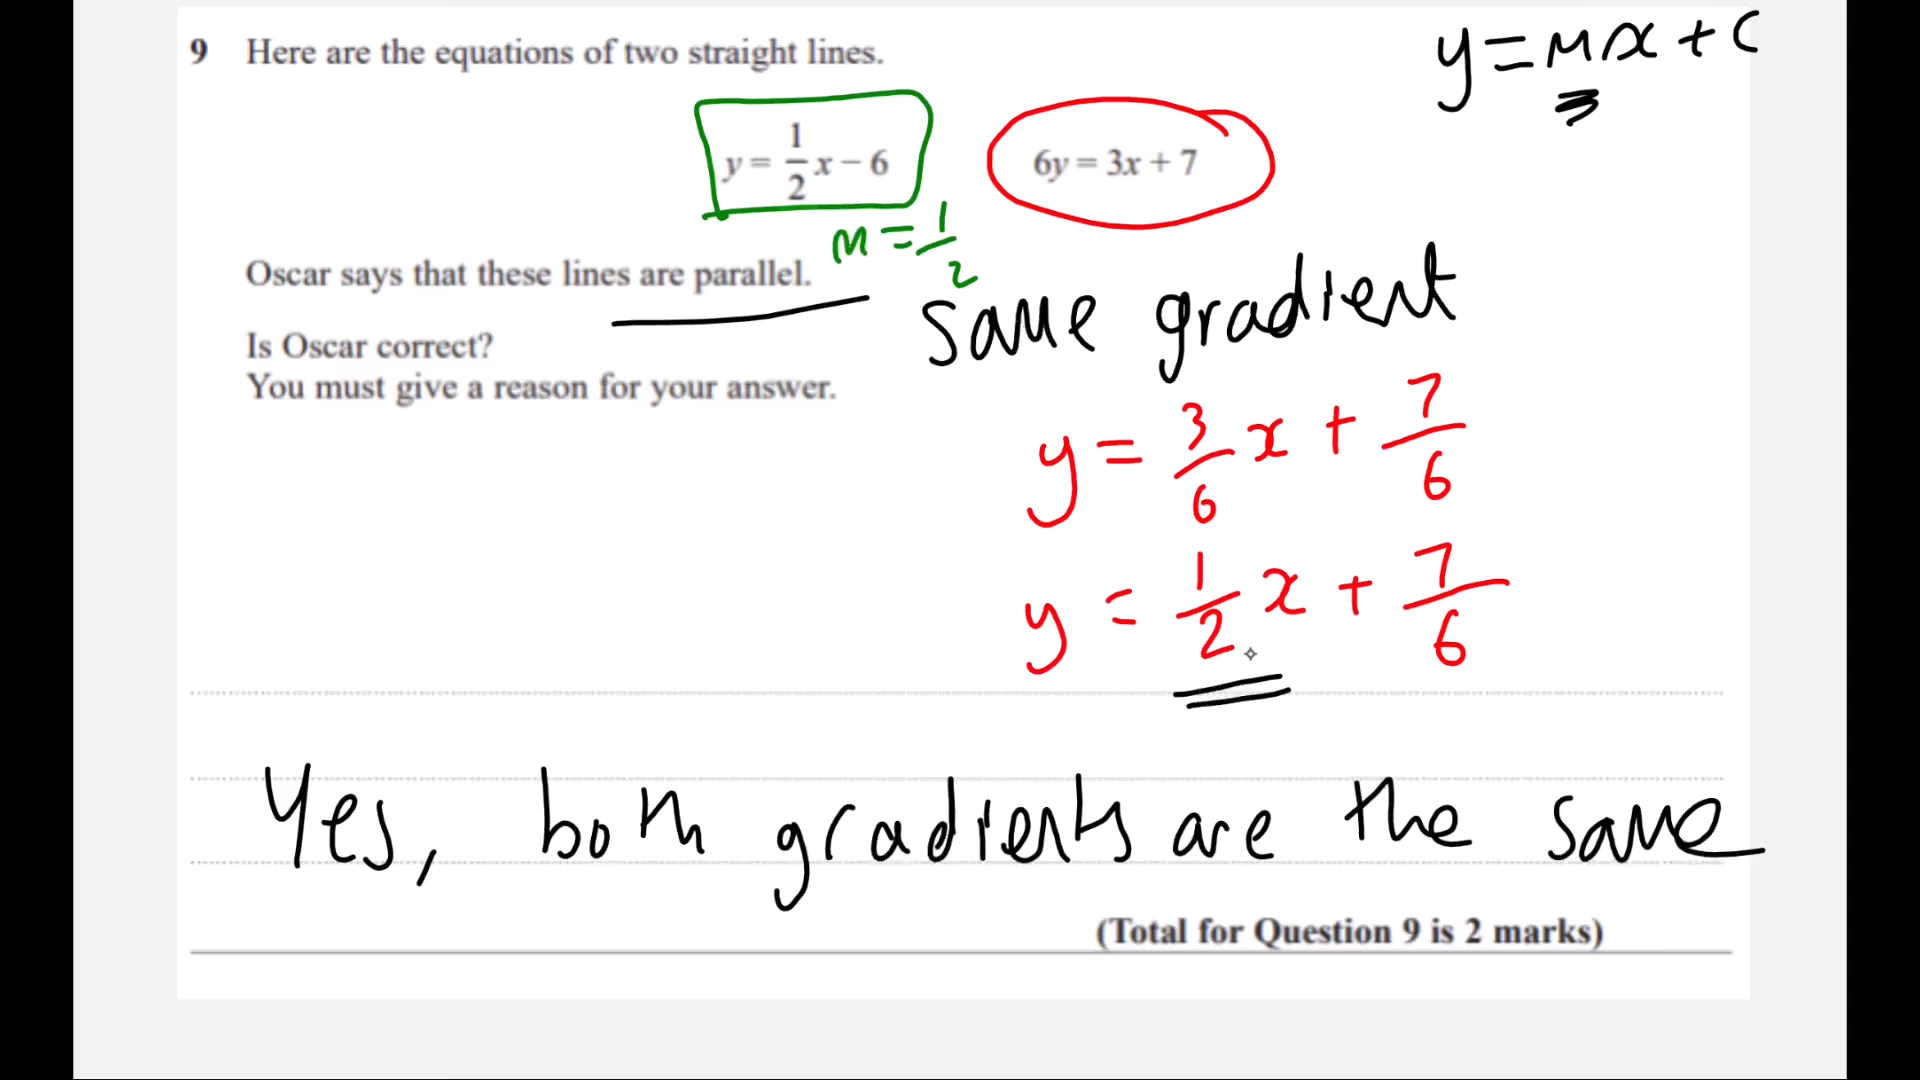 y = mx + c
9 Here are the equations of two straight lines.
y = 1/2 x − 6 6y = 3x + 7
m = 1/2
Oscar says that these lines are parallel.
same gradient
Is Oscar correct?
You must give a reason for your answer.
y = 3/6 x + 7/6
y = 1/2 x + 7/6
Yes, both gradients are the same
(Total for Question 9 is 2 marks)